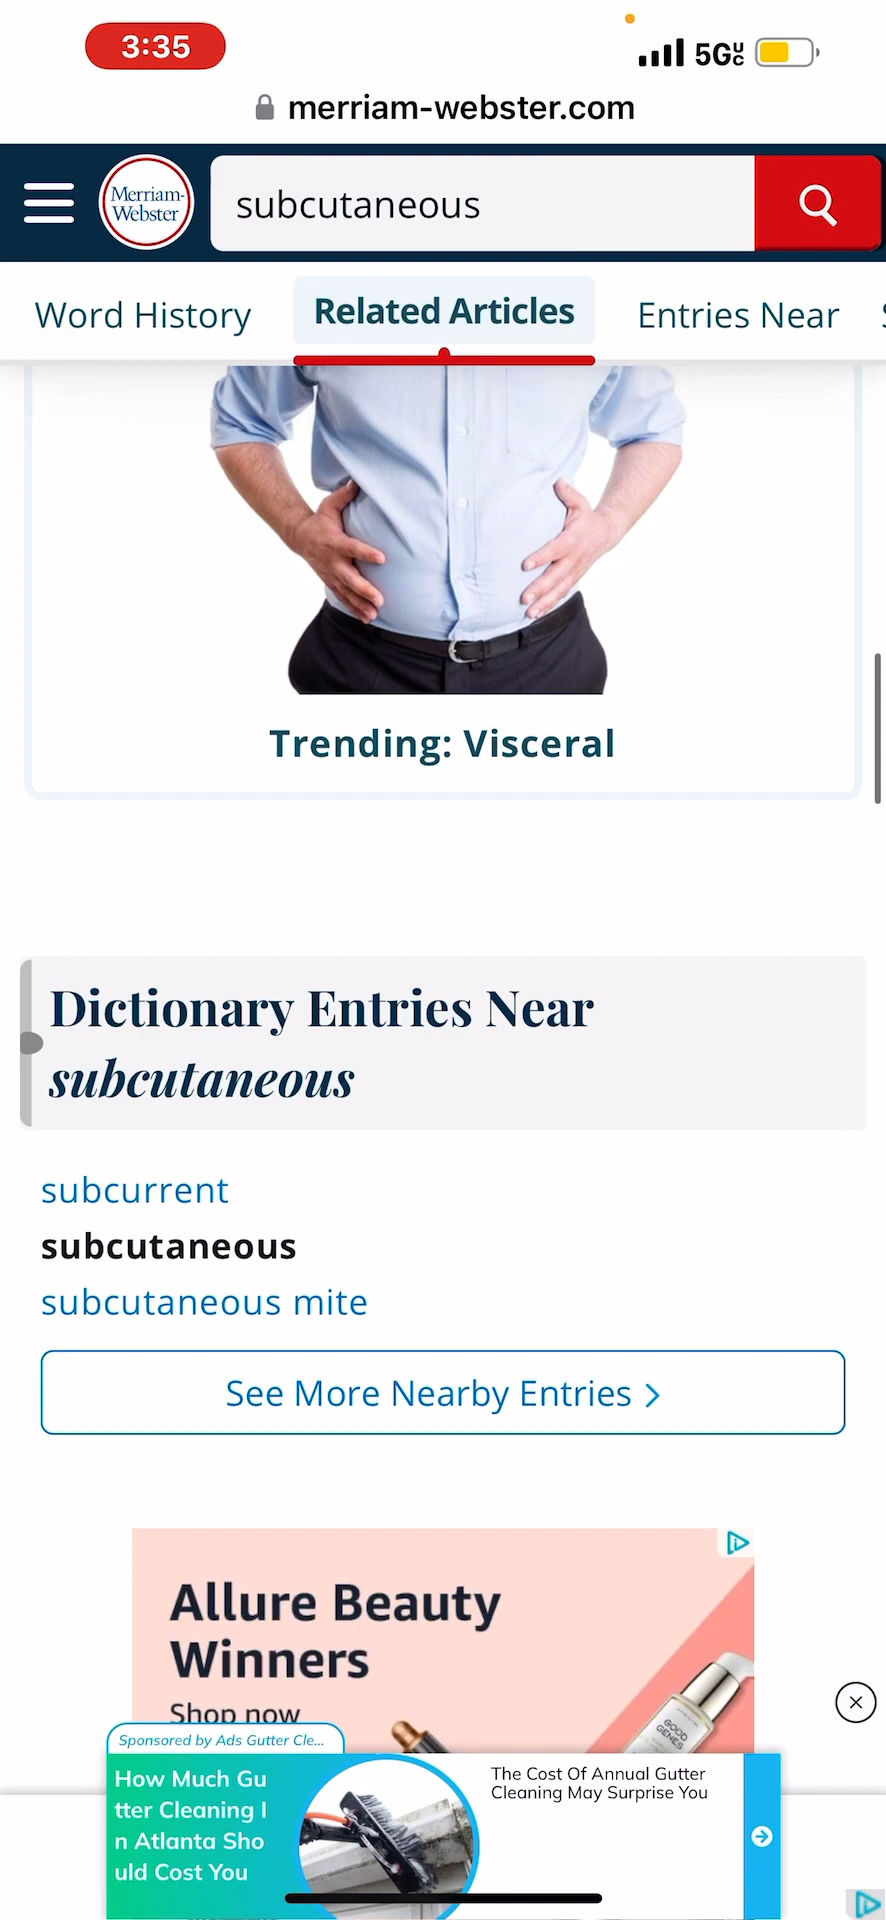 3:35
5G UC
merriam-webster.com
Merriam-
Webster
subcutaneous
Word History
Related Articles
Entries Near
Trending: Visceral
Dictionary Entries Near
subcutaneous
subcurrent
subcutaneous
subcutaneous mite
See More Nearby Entries
Allure Beauty
Winners
Shop now
GOOD
GENES
Sponsored by Ads Gutter Cle...
How Much Gu
tter Cleaning I
n Atlanta Sho
uld Cost You
The Cost Of Annual Gutter
Cleaning May Surprise You